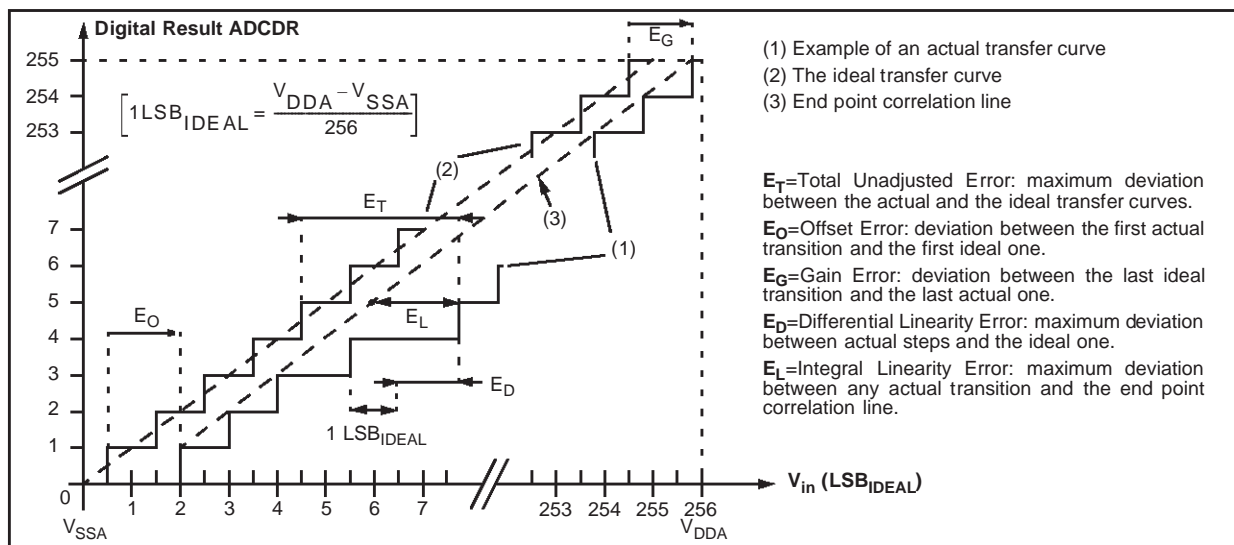 Digital Result ADCDR
255
254
253
7
6
5
4
3
2
1
0
[1LSB_IDEAL = (V_DDA – V_SSA) / 256]
E_G
(2)
E_T
(3)
(1)
E_O
E_L
E_D
1 LSB_IDEAL
1 2 3 4 5 6 7 253 254 255 256
V_SSA
V_DDA
V_in (LSB_IDEAL)
(1) Example of an actual transfer curve
(2) The ideal transfer curve
(3) End point correlation line
E_T=Total Unadjusted Error: maximum deviation
between the actual and the ideal transfer curves.
E_O=Offset Error: deviation between the first actual
transition and the first ideal one.
E_G=Gain Error: deviation between the last ideal
transition and the last actual one.
E_D=Differential Linearity Error: maximum deviation
between actual steps and the ideal one.
E_L=Integral Linearity Error: maximum deviation
between any actual transition and the end point
correlation line.